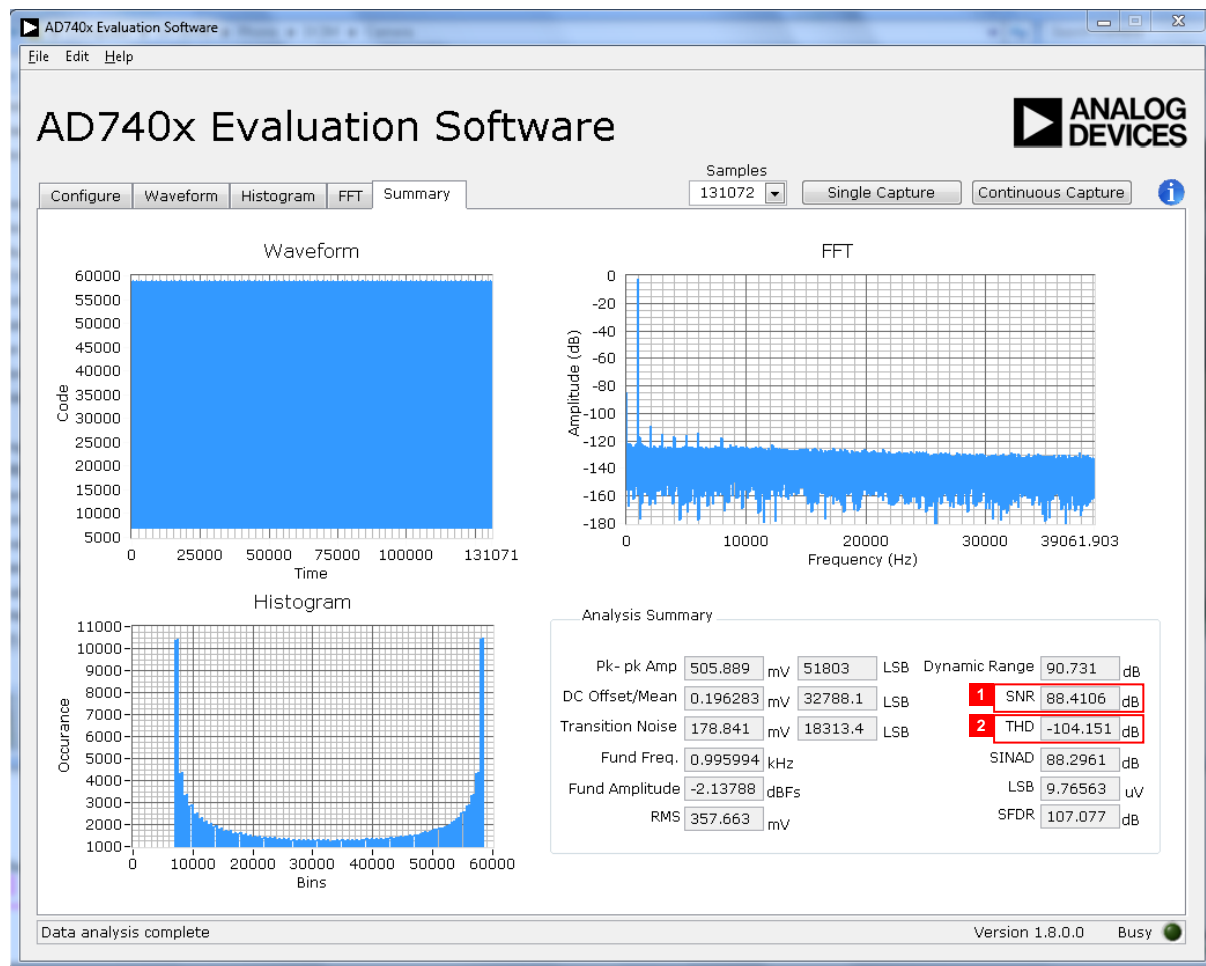 AD740x Evaluation Software
File Edit Help
AD740x Evaluation Software
ANALOG
DEVICES
Samples
Configure Waveform Histogram FFT Summary 131072 Single Capture Continuous Capture i
Waveform
60000
55000
50000
45000
40000
35000
30000
25000
20000
15000
10000
5000
Code
0 25000 50000 75000 100000 131071
Time
FFT
0
-20
-40
-60
-80
-100
-120
-140
-160
-180
Amplitude (dB)
0 10000 20000 30000 39061.903
Frequency (Hz)
Histogram
11000
10000
9000
8000
7000
6000
5000
4000
3000
2000
1000
Occurance
0 10000 20000 30000 40000 50000 60000
Bins
Analysis Summary
Pk- pk Amp 505.889 mV 51803 LSB Dynamic Range 90.731 dB
DC Offset/Mean 0.196283 mV 32788.1 LSB 1 SNR 88.4106 dB
Transition Noise 178.841 mV 18313.4 LSB 2 THD -104.151 dB
Fund Freq. 0.995994 kHz SINAD 88.2961 dB
Fund Amplitude -2.13788 dBFs LSB 9.76563 uV
RMS 357.663 mV SFDR 107.077 dB
Data analysis complete Version 1.8.0.0 Busy